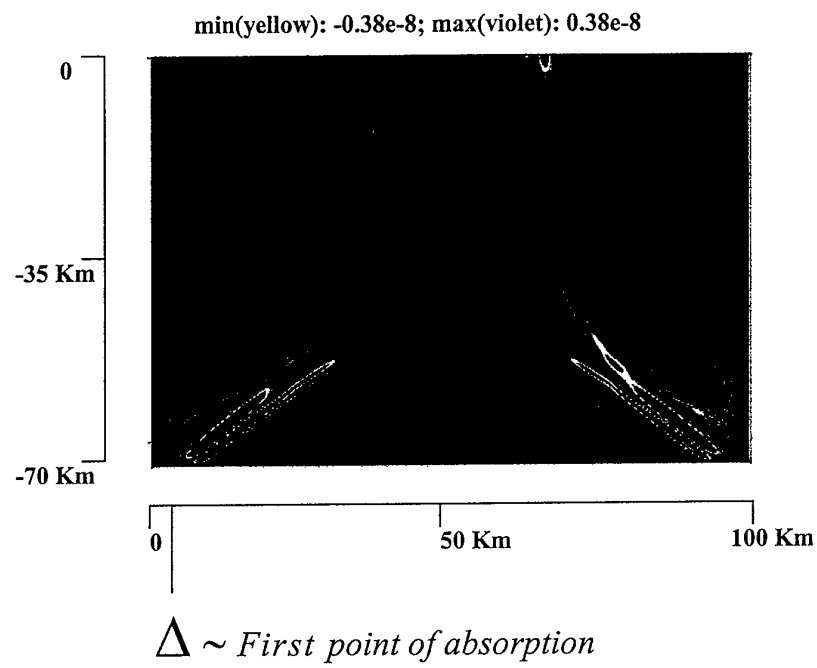 min(yellow): -0.38e-8; max(violet): 0.38e-8
0
-35 Km
-70 Km
0
50 Km
100 Km
Δ ~ First point of absorption